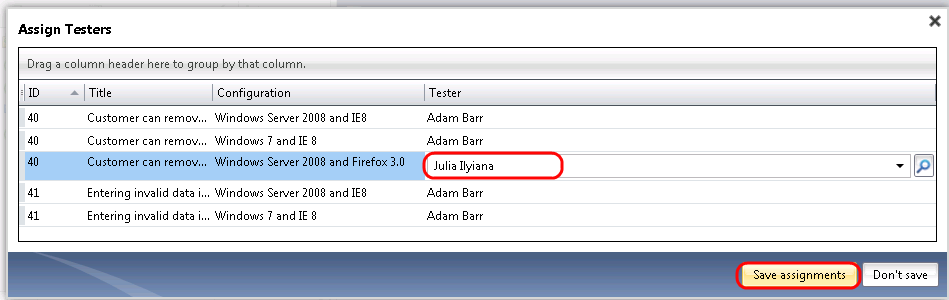 Assign Testers
Drag a column header here to group by that column.
ID Title Configuration Tester
40 Customer can remov... Windows Server 2008 and IE8 Adam Barr
40 Customer can remov... Windows 7 and IE 8 Adam Barr
40 Customer can remov... Windows Server 2008 and Firefox 3.0 Julia Ilyiana
41 Entering invalid data i... Windows Server 2008 and IE8 Adam Barr
41 Entering invalid data i... Windows 7 and IE 8 Adam Barr
Save assignments Don't save